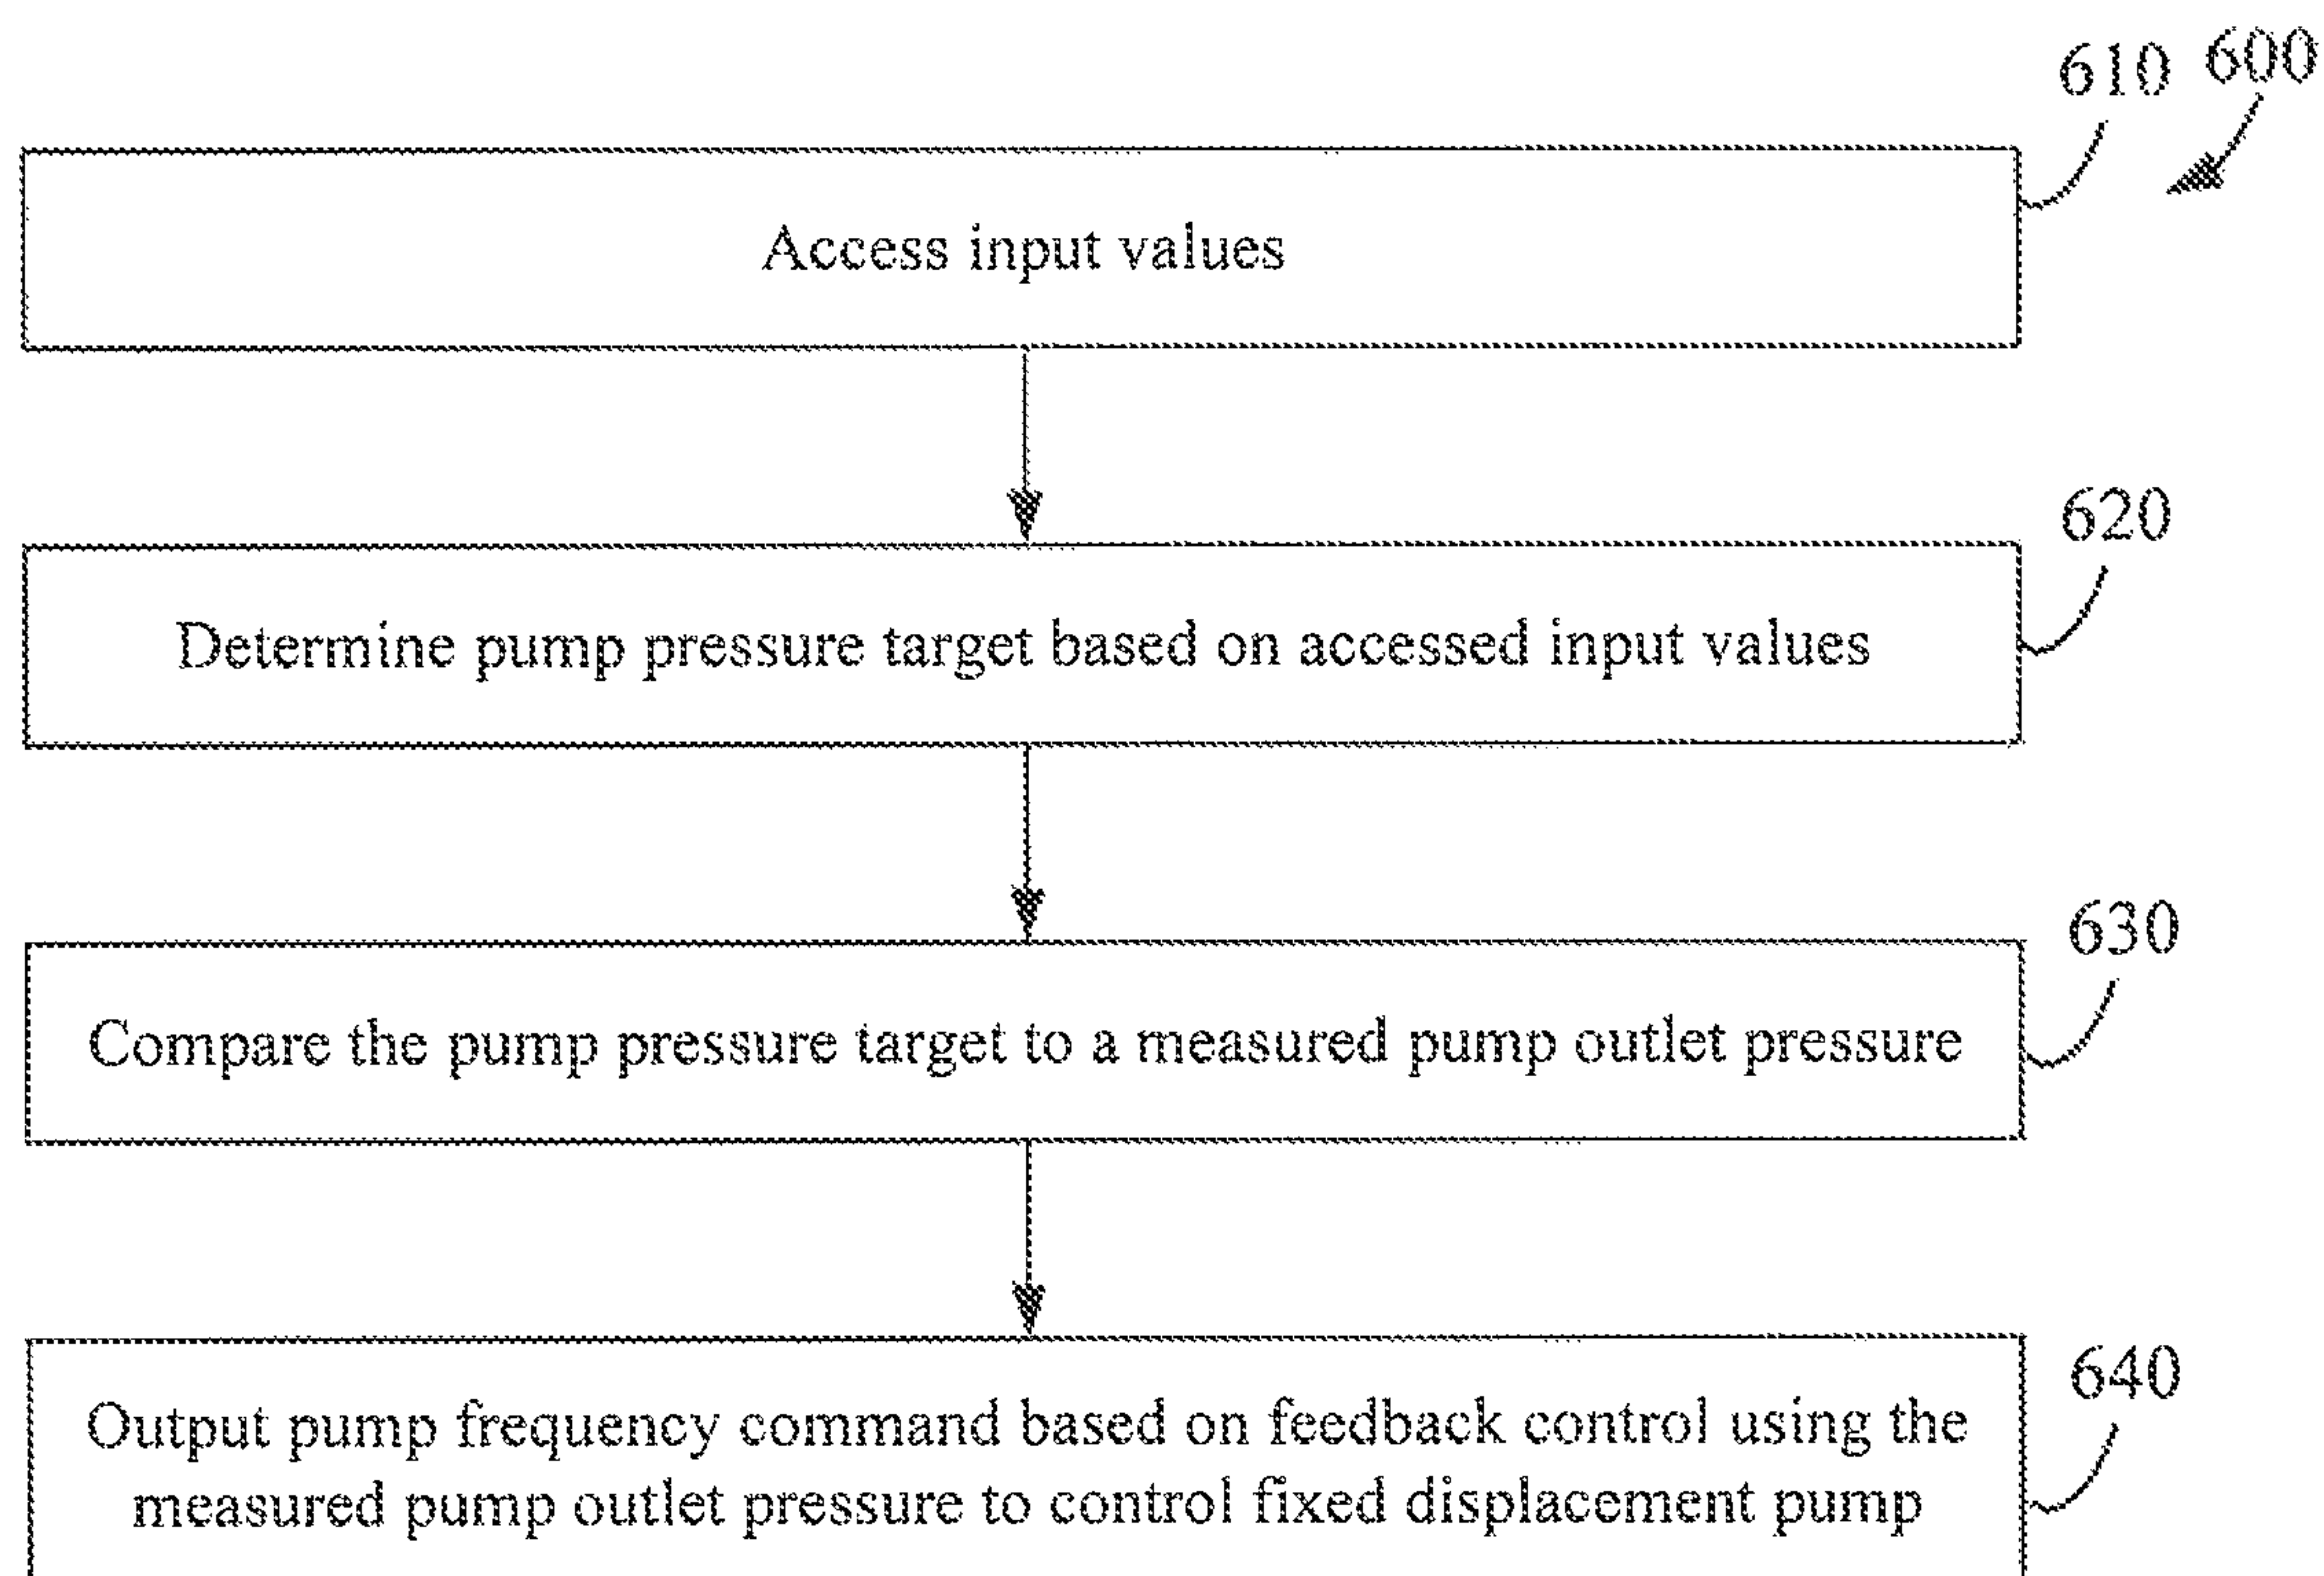 610 600
Access input values
620
Determine pump pressure target based on accessed input values
630
Compare the pump pressure target to a measured pump outlet pressure
640
Output pump frequency command based on feedback control using the
measured pump outlet pressure to control fixed displacement pump